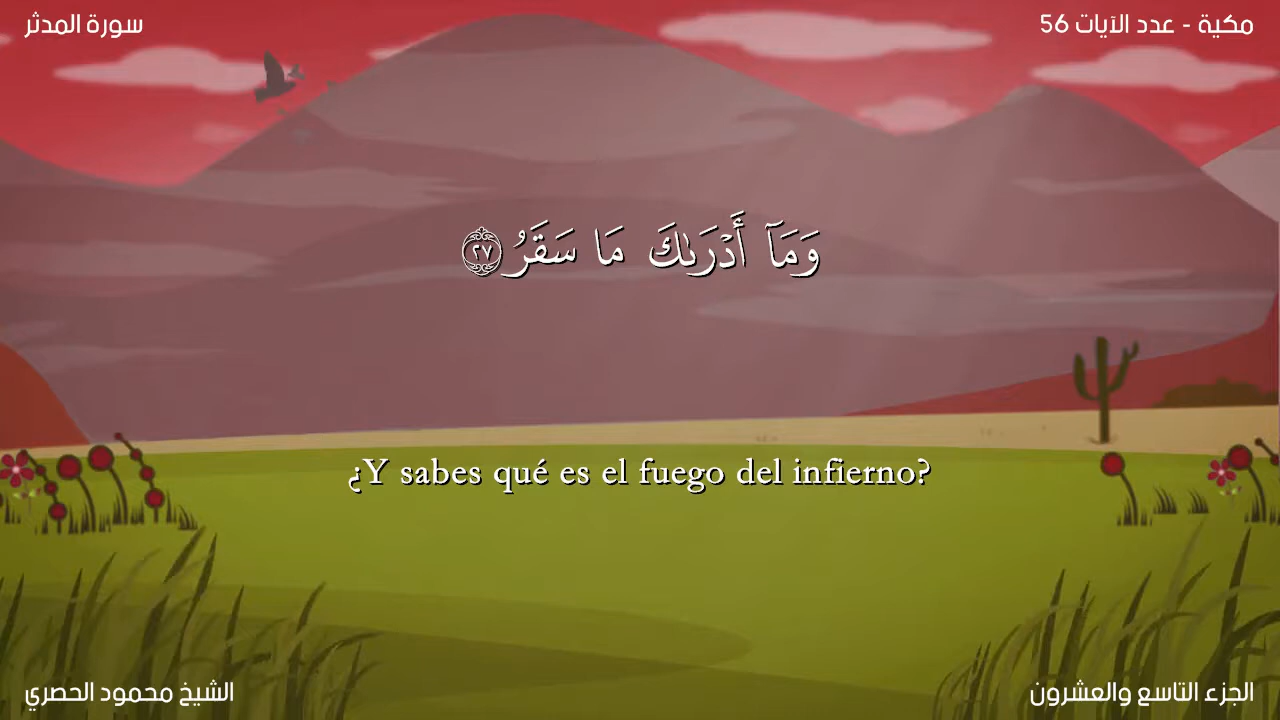 سورة المدثر
مكية - عدد الآيات 56
وَمَآ أَدْرَىٰكَ مَا سَقَرُ ٢٧
¿Y sabes qué es el fuego del infierno?
الشيخ محمود الحصري
الجزء التاسع والعشرون